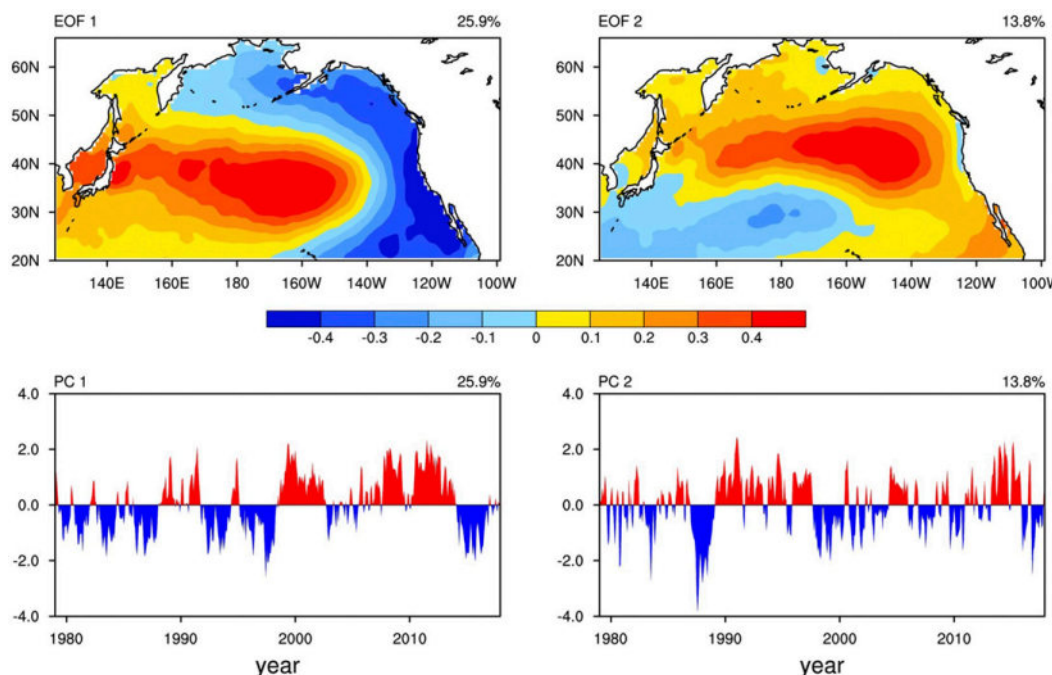 EOF 1 25.9%
60N
50N
40N
30N
20N
140E 160E 180 160W 140W 120W 100W
EOF 2 13.8%
60N
50N
40N
30N
20N
140E 160E 180 160W 140W 120W 100W
-0.4 -0.3 -0.2 -0.1 0 0.1 0.2 0.3 0.4
PC 1 25.9%
4.0
2.0
0.0
-2.0
-4.0
1980 1990 2000 2010
year
PC 2 13.8%
4.0
2.0
0.0
-2.0
-4.0
1980 1990 2000 2010
year